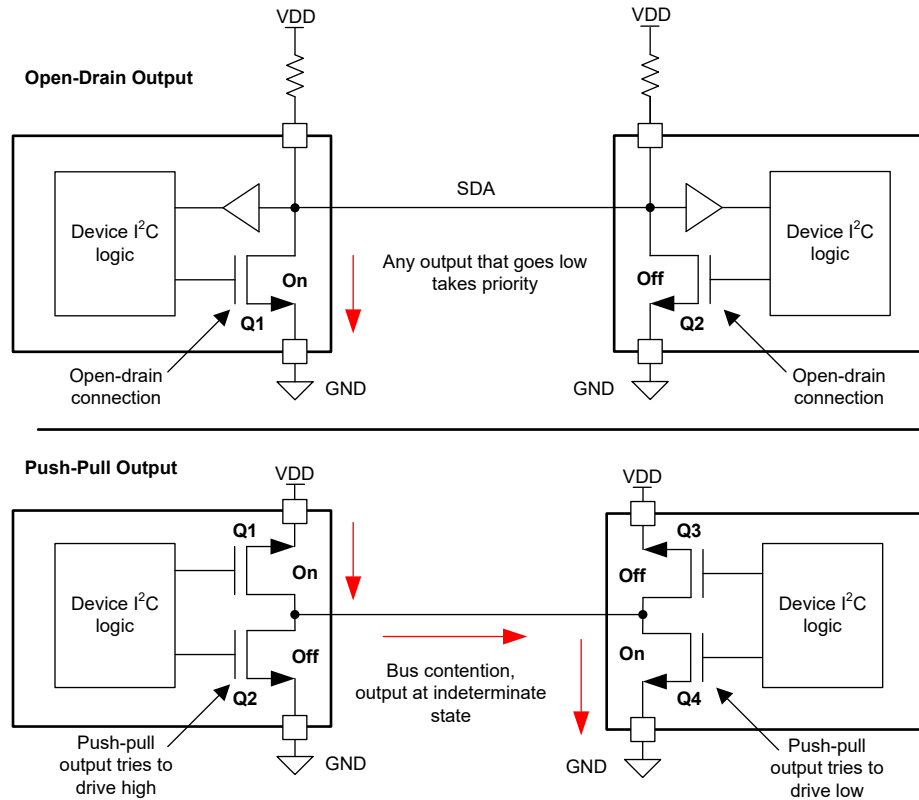 VDD
VDD
Open-Drain Output
SDA
Device I²C
logic
On
Q1
Any output that goes low
takes priority
Off
Q2
Device I²C
logic
Open-drain
connection
GND
GND
Open-drain
connection
Push-Pull Output
VDD
VDD
Q1
On
Device I²C
logic
Off
Q2
Q3
Off
Device I²C
logic
On
Q4
Bus contention,
output at indeterminate
state
Push-pull
output tries to
drive high
GND
GND
Push-pull
output tries to
drive low